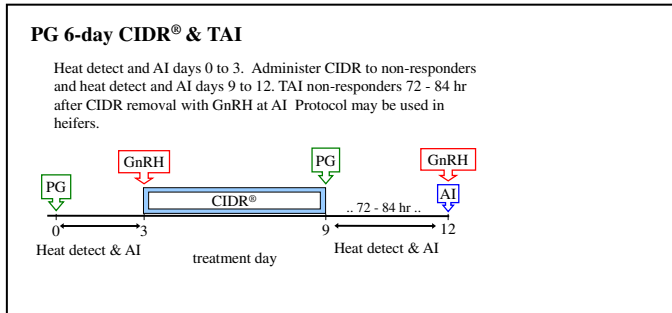 PG 6-day CIDR® & TAI
Heat detect and AI days 0 to 3.  Administer CIDR to non-responders
and heat detect and AI days 9 to 12. TAI non-responders 72 - 84 hr
after CIDR removal with GnRH at AI  Protocol may be used in
heifers.
GnRH
PG
GnRH
PG
AI
CIDR®
.. 72 - 84 hr ..
0
3
9
12
Heat detect & AI
treatment day
Heat detect & AI